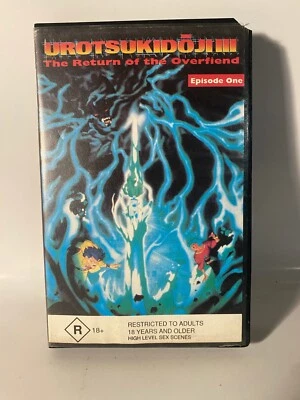 UROTSUKIDŌJI III
The Return of the Overfiend
Episode One
R 18+
RESTRICTED TO ADULTS
18 YEARS AND OLDER
HIGH LEVEL SEX SCENES